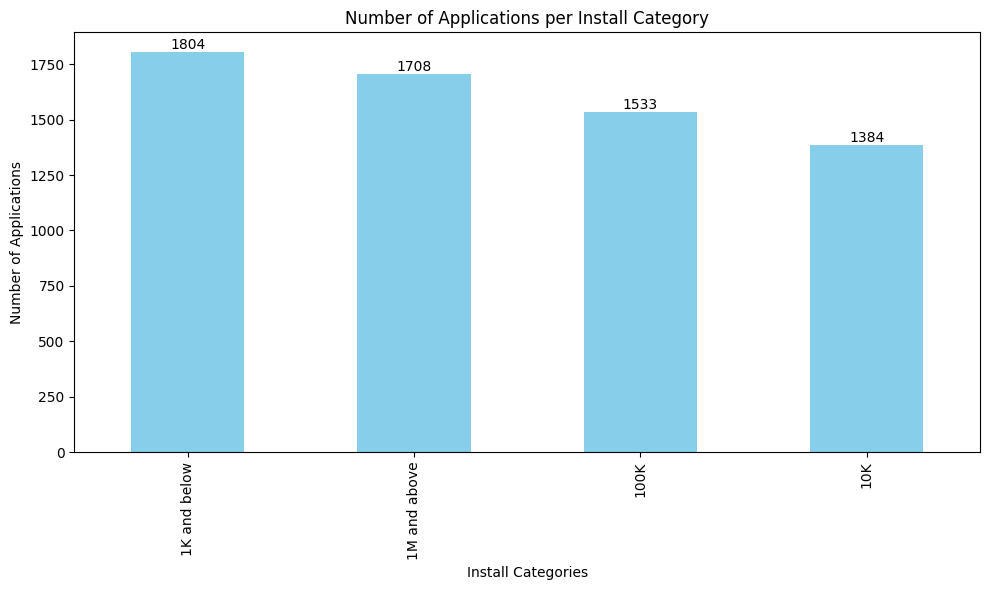 Number of Applications per Install Category
Number of Applications
1750
1500
1250
1000
750
500
250
0
1804
1708
1533
1384
1K and below
1M and above
100K
10K
Install Categories